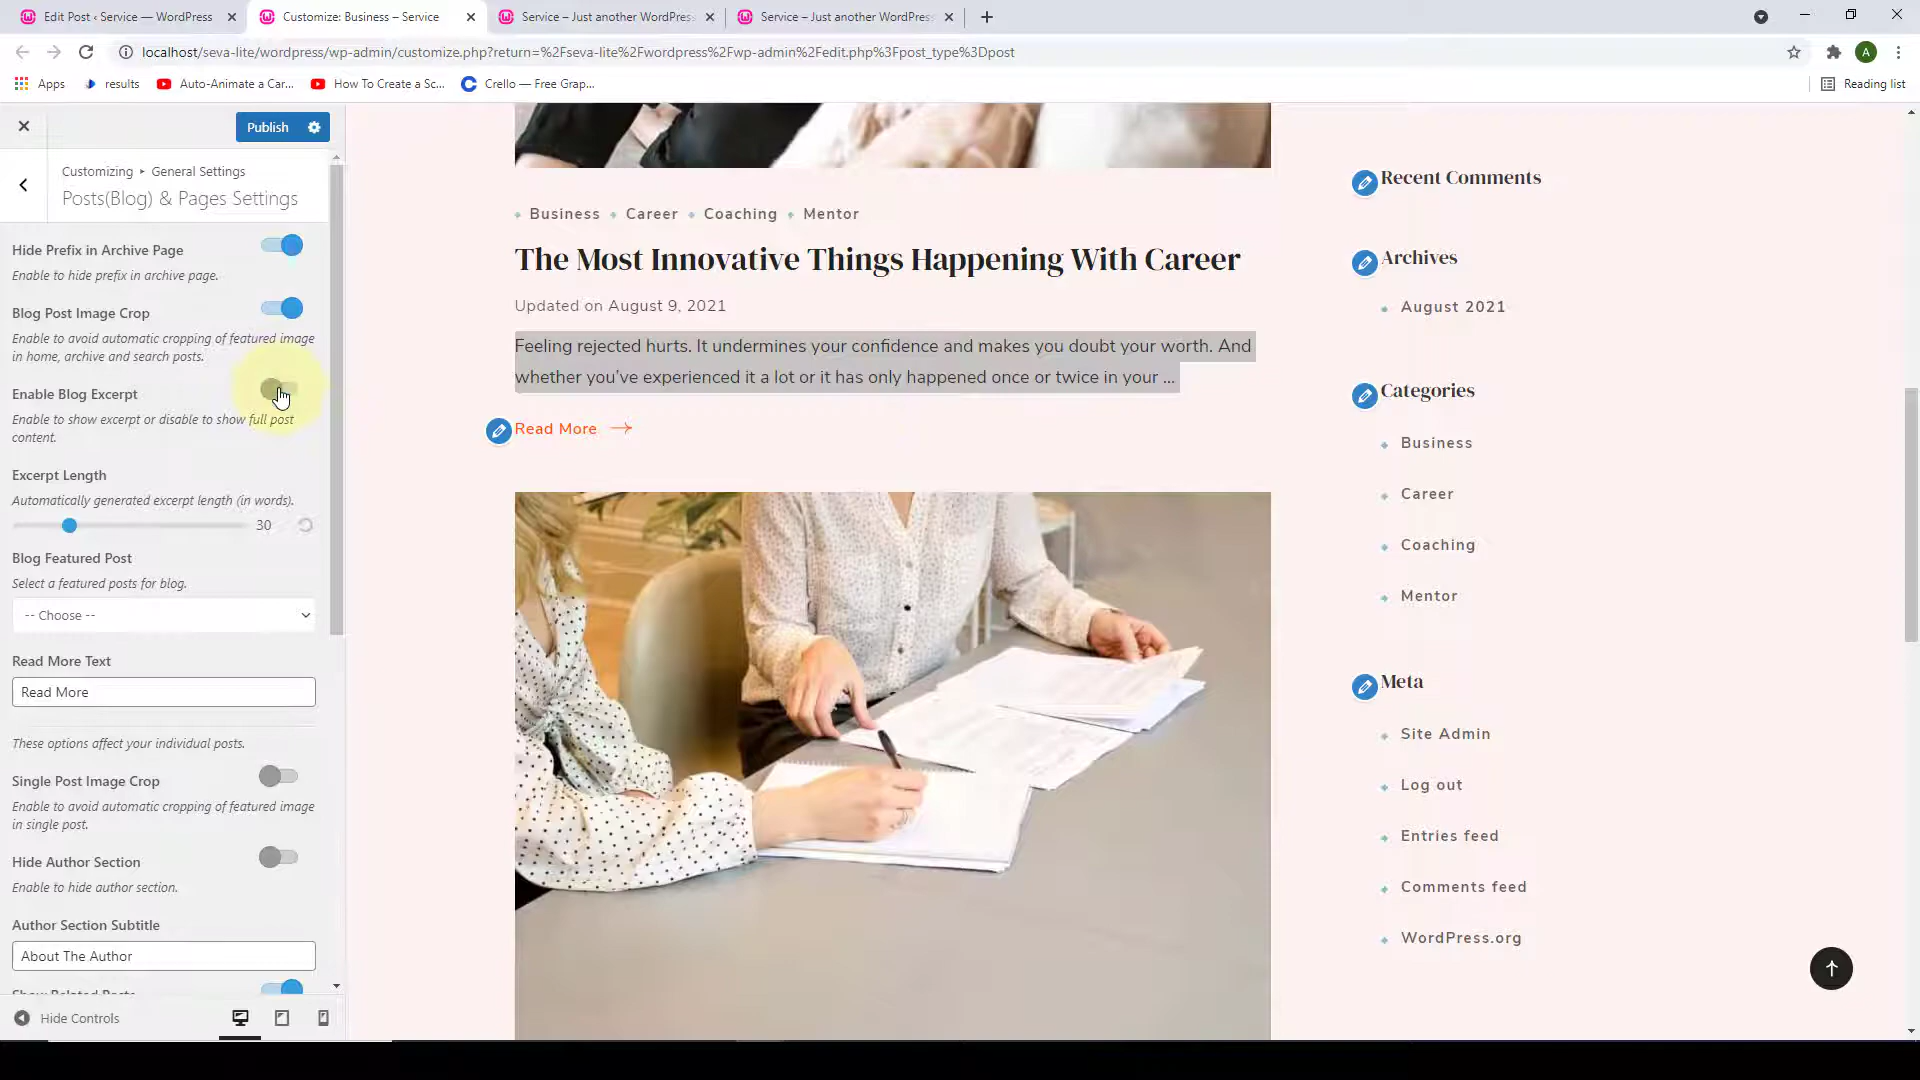 Edit Post ‹ Service — WordPress
Customize: Business – Service
Service – Just another WordPres
Service – Just another WordPres
localhost/seva-lite/wordpress/wp-admin/customize.php?return=%2Fseva-lite%2Fwordpress%2Fwp-admin%2Fedit.php%3Fpost_type%3Dpost
A
Apps
results
Auto-Animate a Car...
How To Create a Sc...
Crello — Free Grap...
Reading list
Publish
Customizing ▸ General Settings
Posts(Blog) & Pages Settings
Hide Prefix in Archive Page
Enable to hide prefix in archive page.
Blog Post Image Crop
Enable to avoid automatic cropping of featured image
in home, archive and search posts.
Enable Blog Excerpt
Enable to show excerpt or disable to show full post
content.
Excerpt Length
Automatically generated excerpt length (in words).
30
Blog Featured Post
Select a featured posts for blog.
-- Choose --
Read More Text
Read More
These options affect your individual posts.
Single Post Image Crop
Enable to avoid automatic cropping of featured image
in single post.
Hide Author Section
Enable to hide author section.
Author Section Subtitle
About The Author
Show Related Posts
Hide Controls
Business
Career
Coaching
Mentor
The Most Innovative Things Happening With Career
Updated on August 9, 2021
Feeling rejected hurts. It undermines your confidence and makes you doubt your worth. And
whether you've experienced it a lot or it has only happened once or twice in your ...
Read More
Recent Comments
Archives
August 2021
Categories
Business
Career
Coaching
Mentor
Meta
Site Admin
Log out
Entries feed
Comments feed
WordPress.org